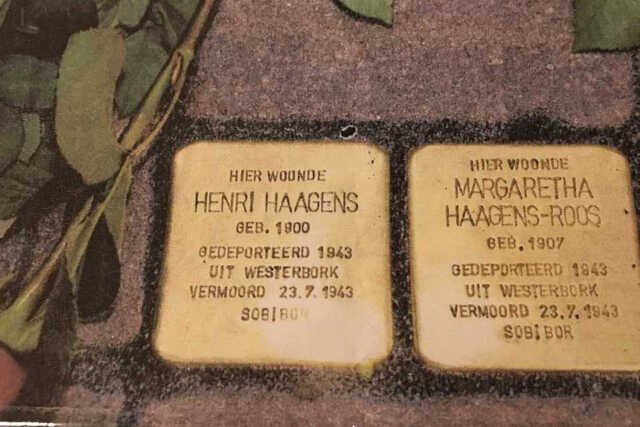 HIER WOONDE
HENRI HAAGENS
GEB. 1900
GEDEPORTEERD 1943
UIT WESTERBORK
VERMOORD 23.7.1943
SOBIBOR
HIER WOONDE
MARGARETHA
HAAGENS-ROOS
GEB. 1907
GEDEPORTEERD 1943
UIT WESTERBORK
VERMOORD 23.7.1943
SOBIBOR